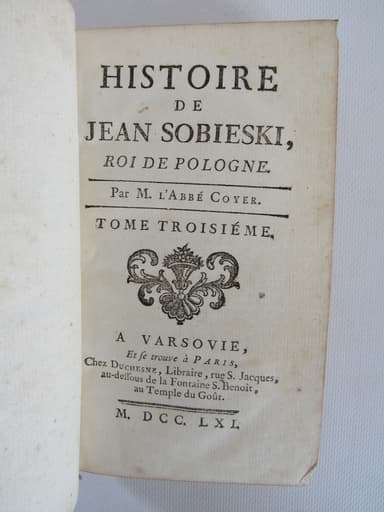 HISTOIRE
DE
JEAN SOBIESKI,
ROI DE POLOGNE.
Par M. L'ABBÉ COYER.
TOME TROISIÉME.
A VARSOVIE,
Et se trouve à PARIS,
Chez DUCHESNE, Libraire, rue S. Jacques,
au-dessous de la Fontaine S. Benoit,
au Temple du Goût.
M. DCC. LXI.